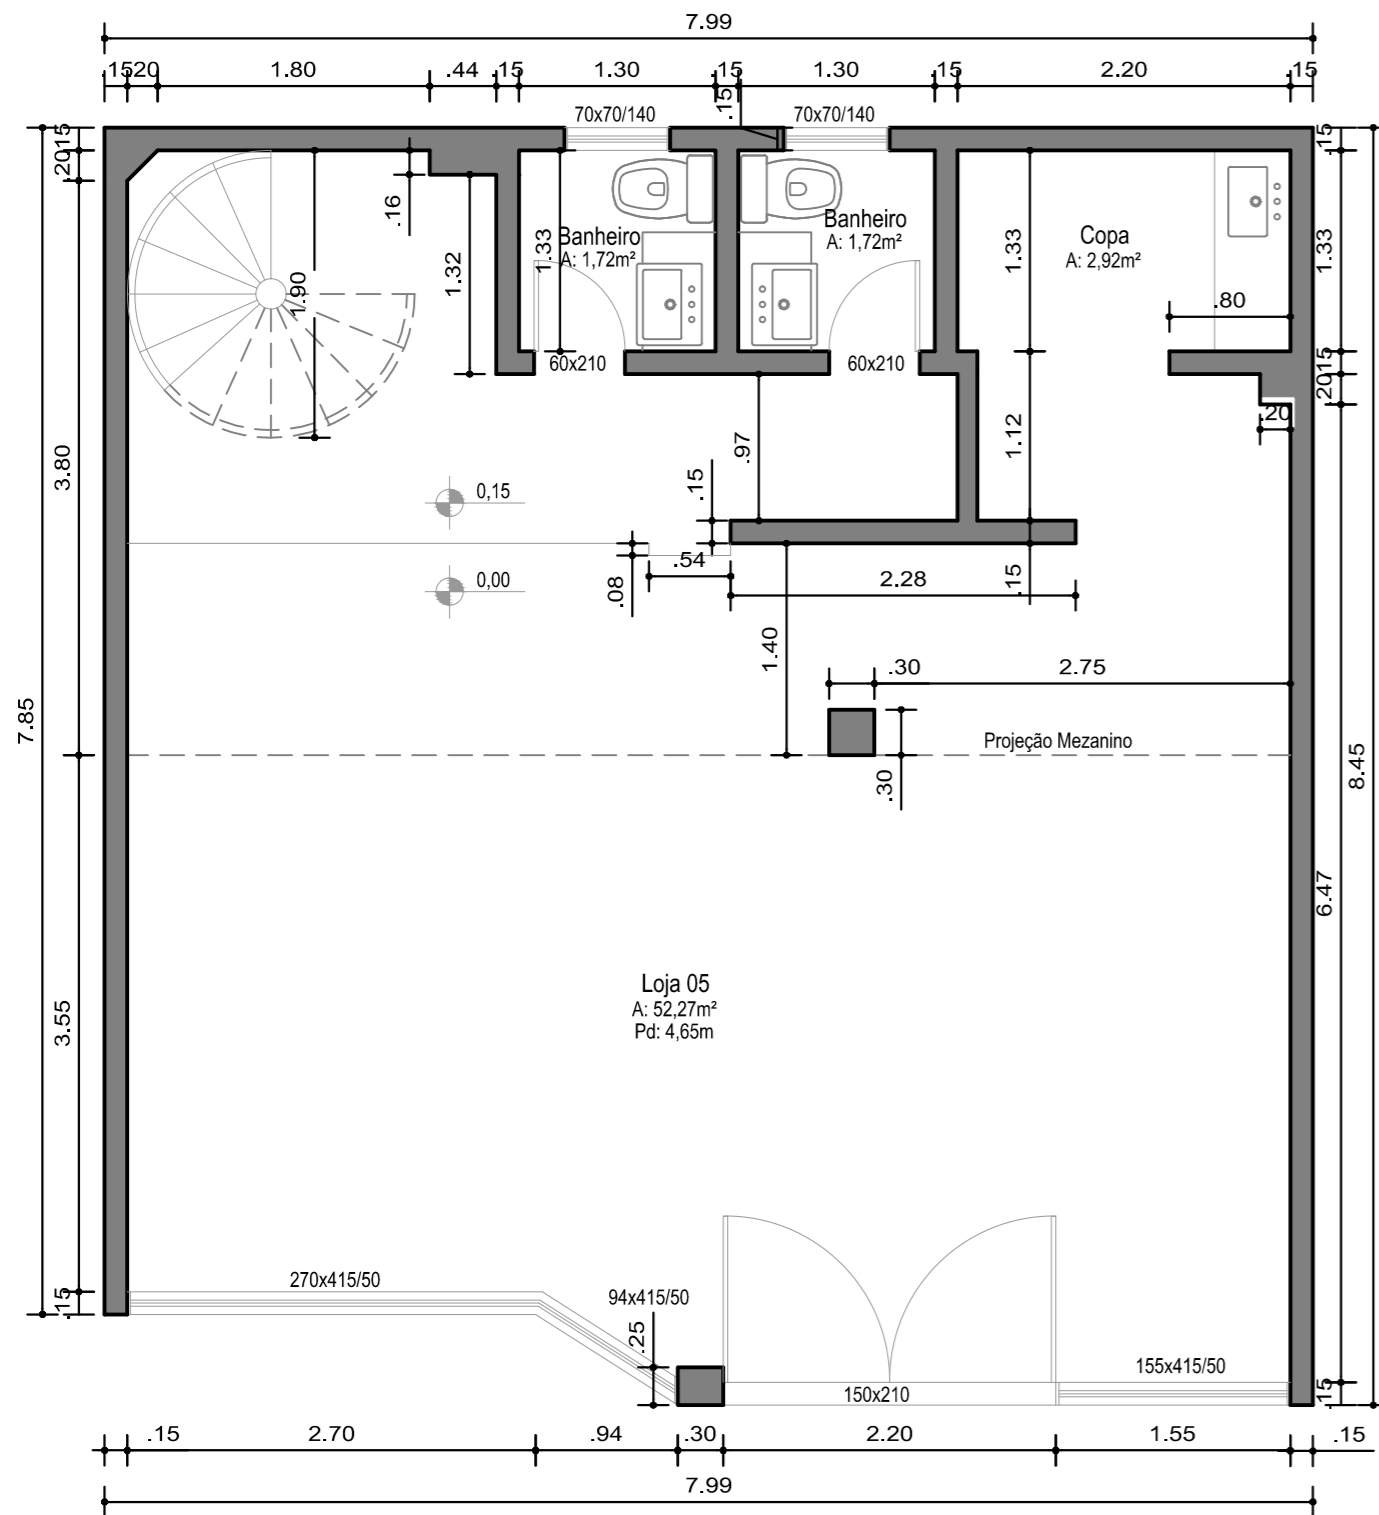 7.99
.15 .20 1.80 .44 .15 1.30 .15 1.30 .15 2.20 .15
70x70/140 .15 70x70/140
.15 .20 .15
.16 1.33 1.33 1.33
Banheiro
A: 1,72m²
Banheiro
A: 1,72m²
Copa
A: 2,92m²
1.32
1.90
.80
60x210 60x210
.15 .20
.20
3.80
.97 1.12
.15
0,15
.54
0,00
.08
2.28
.15
1.40
.30 2.75
7.85
Projeção Mezanino
.30
8.45
6.47
Loja 05
A: 52,27m²
Pd: 4,65m
3.55
270x415/50
94x415/50
.15
.25
155x415/50
150x210
.15
.15 2.70 .94 .30 2.20 1.55 .15
7.99